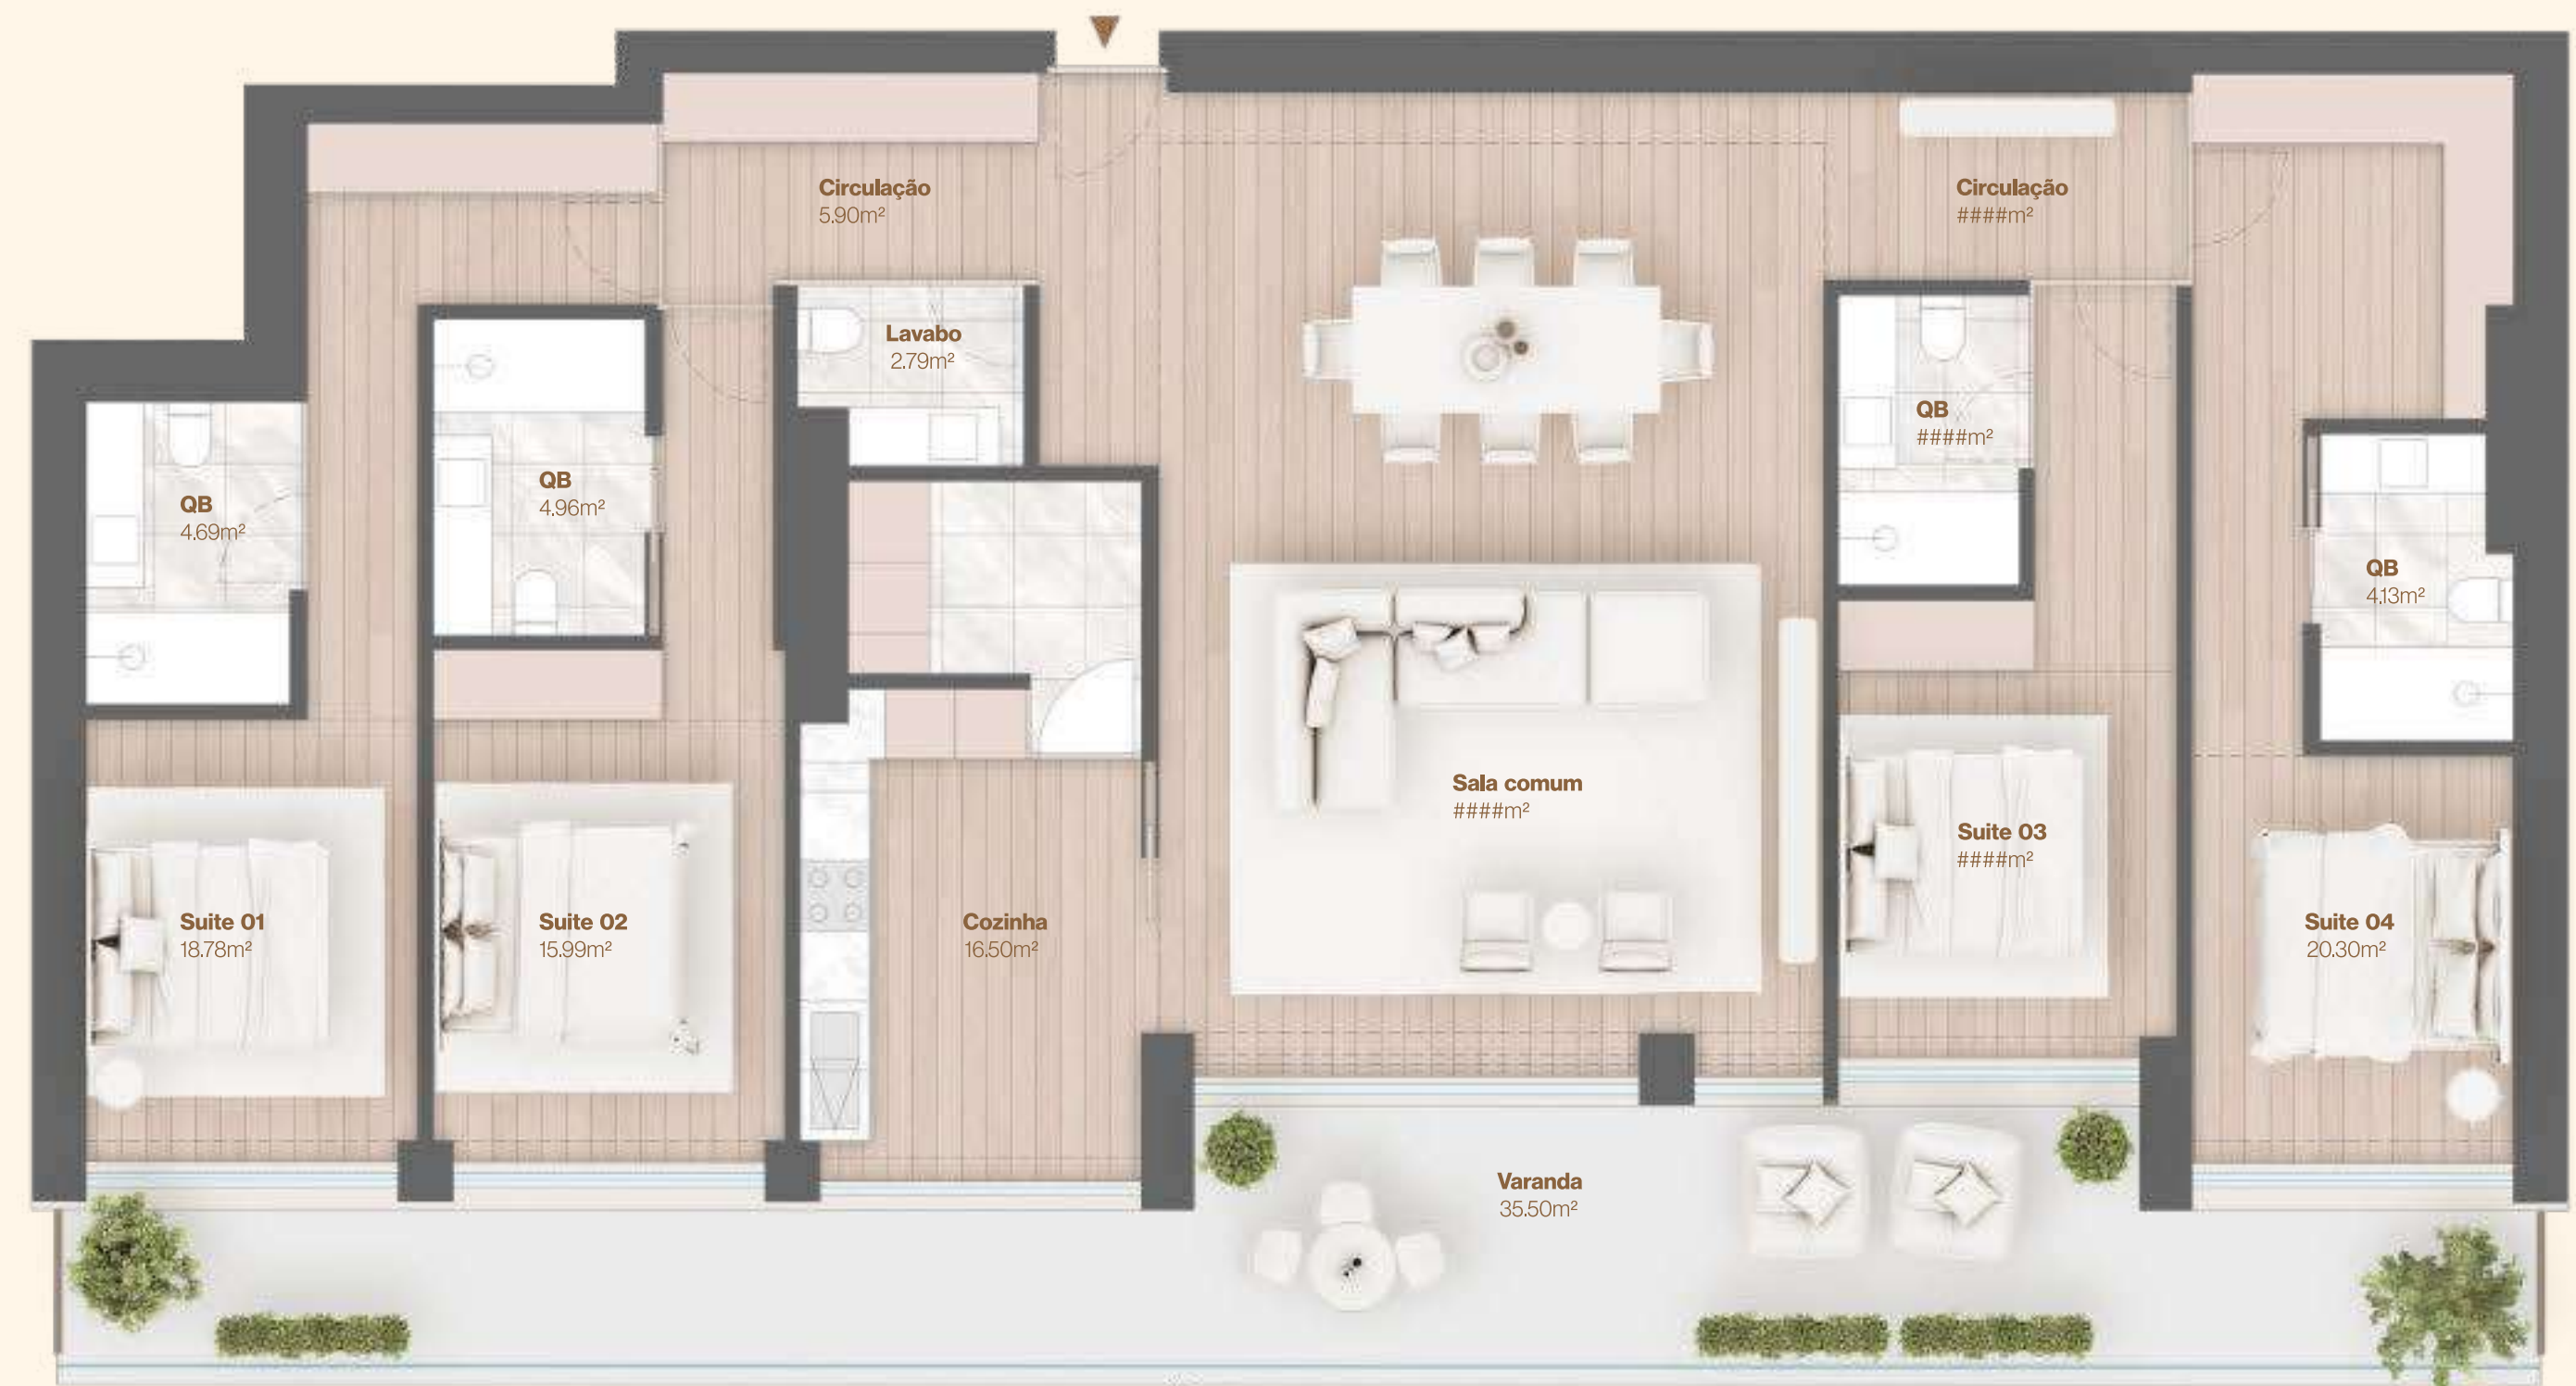 Circulação
5.90m²
Circulação
####m²
Lavabo
2.79m²
QB
####m²
QB
4.96m²
QB
4.69m²
QB
4.13m²
Sala comum
####m²
Suite 03
####m²
Suite 01
18.78m²
Suite 02
15.99m²
Cozinha
16.50m²
Suite 04
20.30m²
Varanda
35.50m²